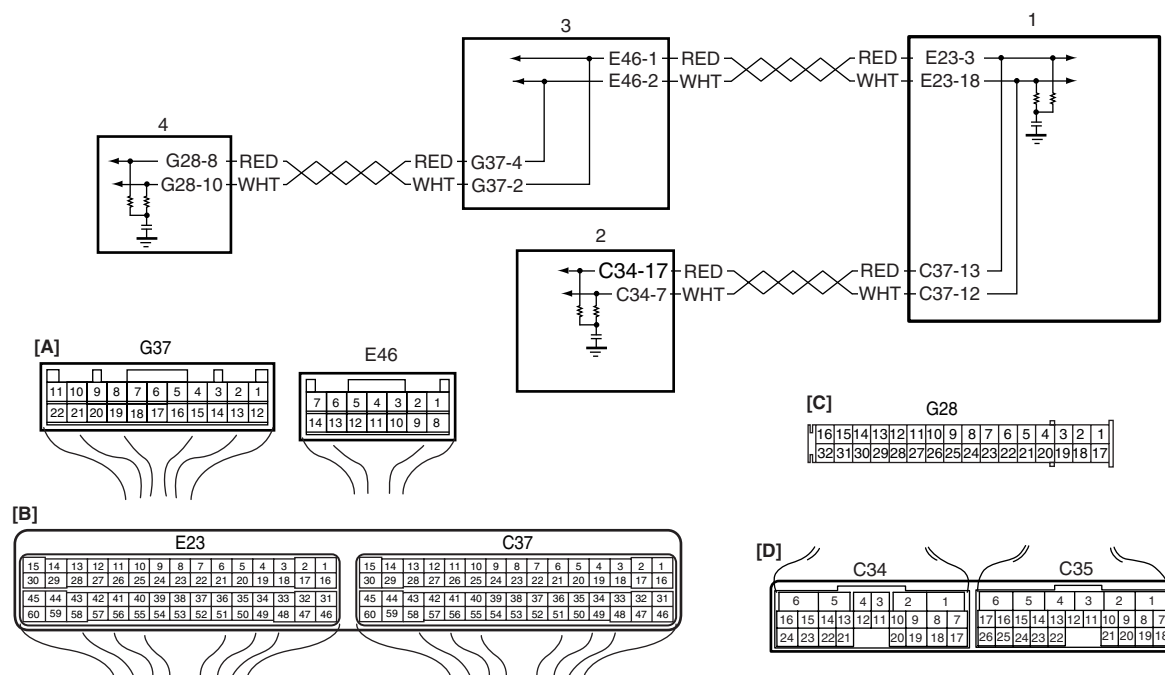 1
3
E46-1 RED RED E23-3
E46-2 WHT WHT E23-18
4
G28-8 RED RED G37-4
G28-10 WHT WHT G37-2
2
C34-17 RED RED C37-13
C34-7 WHT WHT C37-12
[A] G37 E46
11 10 9 8 7 6 5 4 3 2 1
22 21 20 19 18 17 16 15 14 13 12
7 6 5 4 3 2 1
14 13 12 11 10 9 8
[C] G28
16 15 14 13 12 11 10 9 8 7 6 5 4 3 2 1
32 31 30 29 28 27 26 25 24 23 22 21 20 19 18 17
[B] E23 C37
15 14 13 12 11 10 9 8 7 6 5 4 3 2 1
30 29 28 27 26 25 24 23 22 21 20 19 18 17 16
45 44 43 42 41 40 39 38 37 36 35 34 33 32 31
60 59 58 57 56 55 54 53 52 51 50 49 48 47 46
15 14 13 12 11 10 9 8 7 6 5 4 3 2 1
30 29 28 27 26 25 24 23 22 21 20 19 18 17 16
45 44 43 42 41 40 39 38 37 36 35 34 33 32 31
60 59 58 57 56 55 54 53 52 51 50 49 48 47 46
[D] C34 C35
6 5 4 3 2 1
16 15 14 13 12 11 10 9 8 7
24 23 22 21 20 19 18 17
6 5 4 3 2 1
17 16 15 14 13 12 11 10 9 8 7
26 25 24 23 22 21 20 19 18